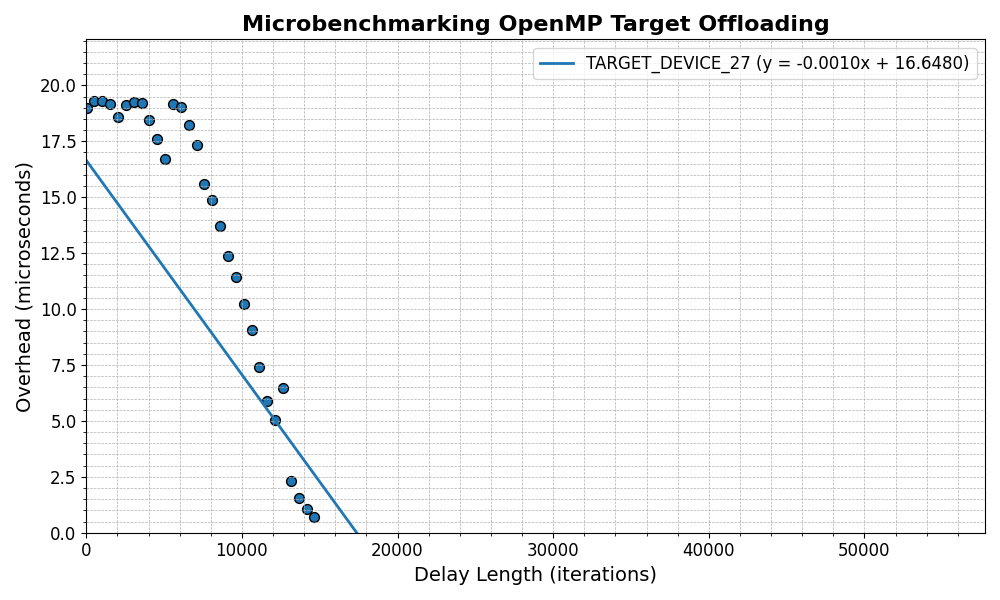 Microbenchmarking OpenMP Target Offloading
TARGET_DEVICE_27 (y = -0.0010x + 16.6480)
20.0
17.5
15.0
12.5
10.0
7.5
5.0
2.5
0.0
Overhead (microseconds)
0 10000 20000 30000 40000 50000
Delay Length (iterations)